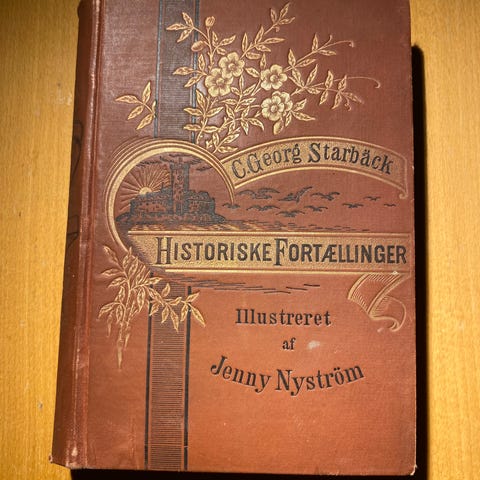 C. Georg Starbäck
Historiske Fortællinger
Illustreret
af
Jenny Nyström